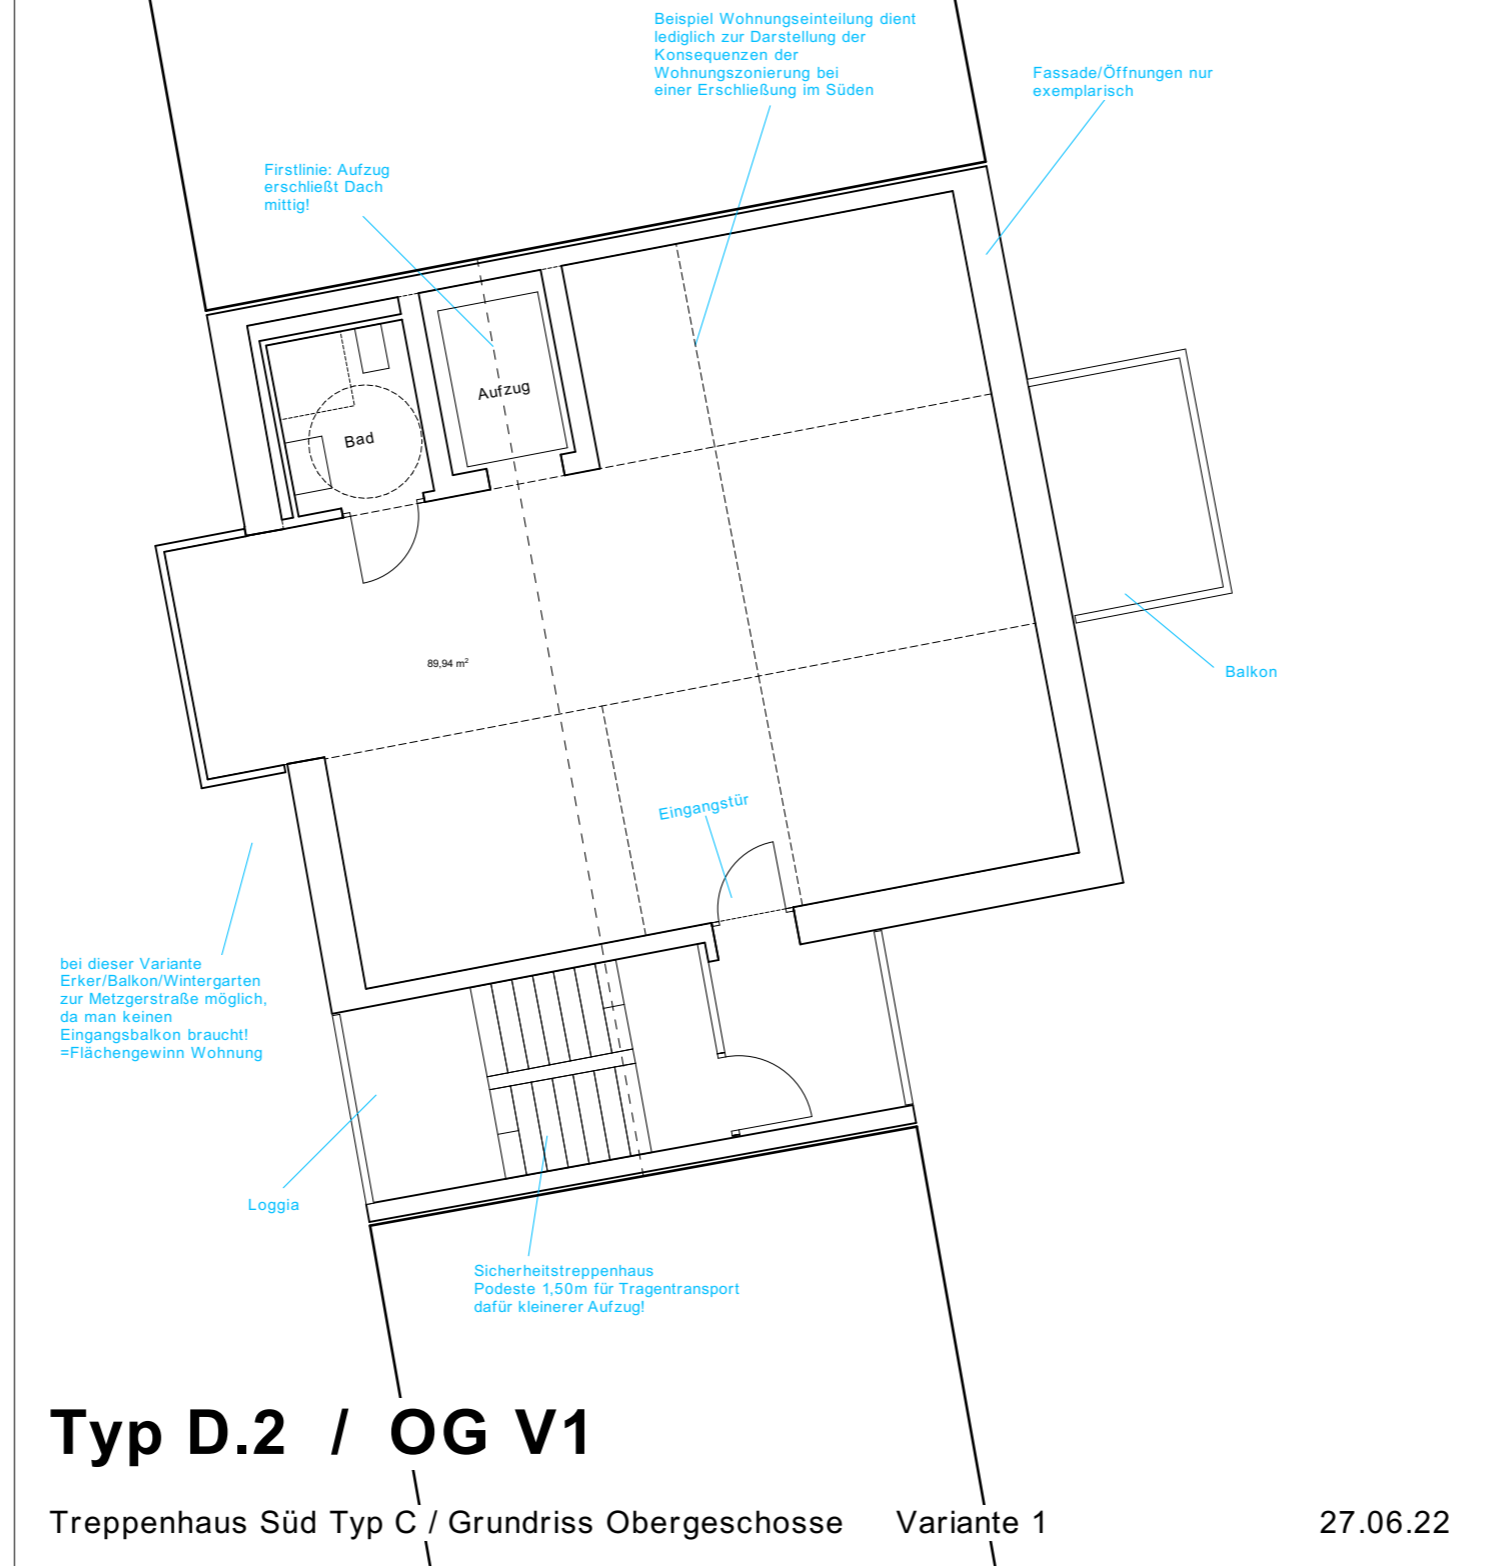 Beispiel Wohnungseinteilung dient
lediglich zur Darstellung der
Konsequenzen der
Wohnungszonierung bei
einer Erschließung im Süden
Fassade/Öffnungen nur
exemplarisch
Firstlinie: Aufzug
erschließt Dach
mittig!
Aufzug
Bad
89,94 m²
Balkon
Eingangstür
bei dieser Variante
Erker/Balkon/Wintergarten
zur Metzgerstraße möglich,
da man keinen
Eingangsbalkon braucht!
=Flächengewinn Wohnung
Loggia
Sicherheitstreppenhaus
Podeste 1,50m für Tragentransport
dafür kleinerer Aufzug!
Typ D.2 / OG V1
Treppenhaus Süd Typ C / Grundriss Obergeschosse Variante 1 27.06.22